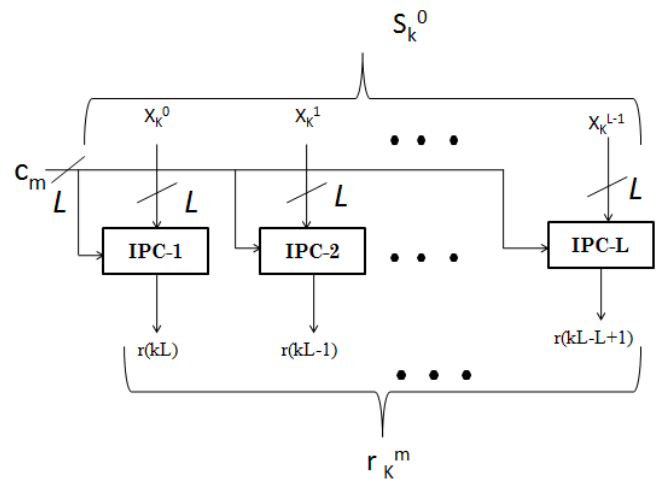 S_k^0
X_K^0 X_K^1 X_K^{L-1}
c_m L L L L
IPC-1 IPC-2 IPC-L
r(kL) r(kL-1) r(kL-L+1)
r_K^m